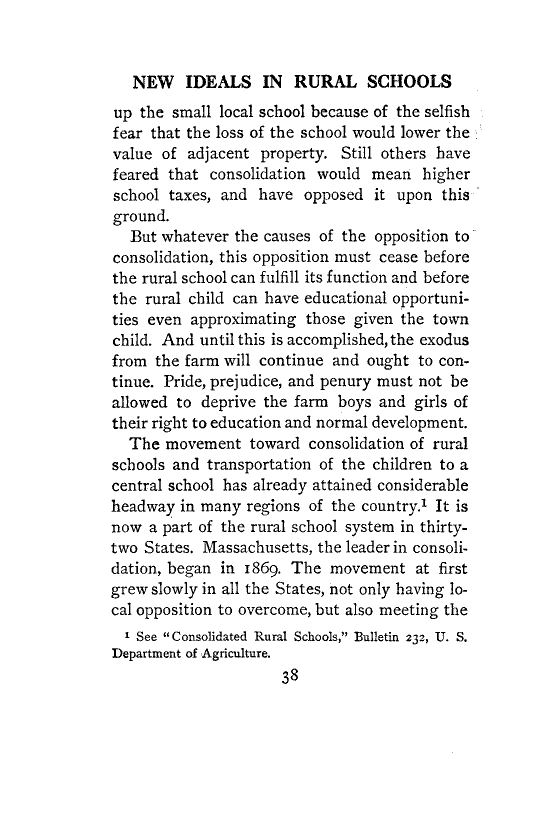 NEW IDEALS IN RURAL SCHOOLS
up the small local school because of the selfish
fear that the loss of the school would lower the
value of adjacent property. Still others have
feared that consolidation would mean higher
school taxes, and have opposed it upon this
ground.
But whatever the causes of the opposition to
consolidation, this opposition must cease before
the rural school can fulfill its function and before
the rural child can have educational opportuni-
ties even approximating those given the town
child. And until this is accomplished, the exodus
from the farm will continue and ought to con-
tinue. Pride, prejudice, and penury must not be
allowed to deprive the farm boys and girls of
their right to education and normal development.
The movement toward consolidation of rural
schools and transportation of the children to a
central school has already attained considerable
headway in many regions of the country.¹ It is
now a part of the rural school system in thirty-
two States. Massachusetts, the leader in consoli-
dation, began in 1869. The movement at first
grew slowly in all the States, not only having lo-
cal opposition to overcome, but also meeting the
¹ See "Consolidated Rural Schools," Bulletin 232, U. S.
Department of Agriculture.
38